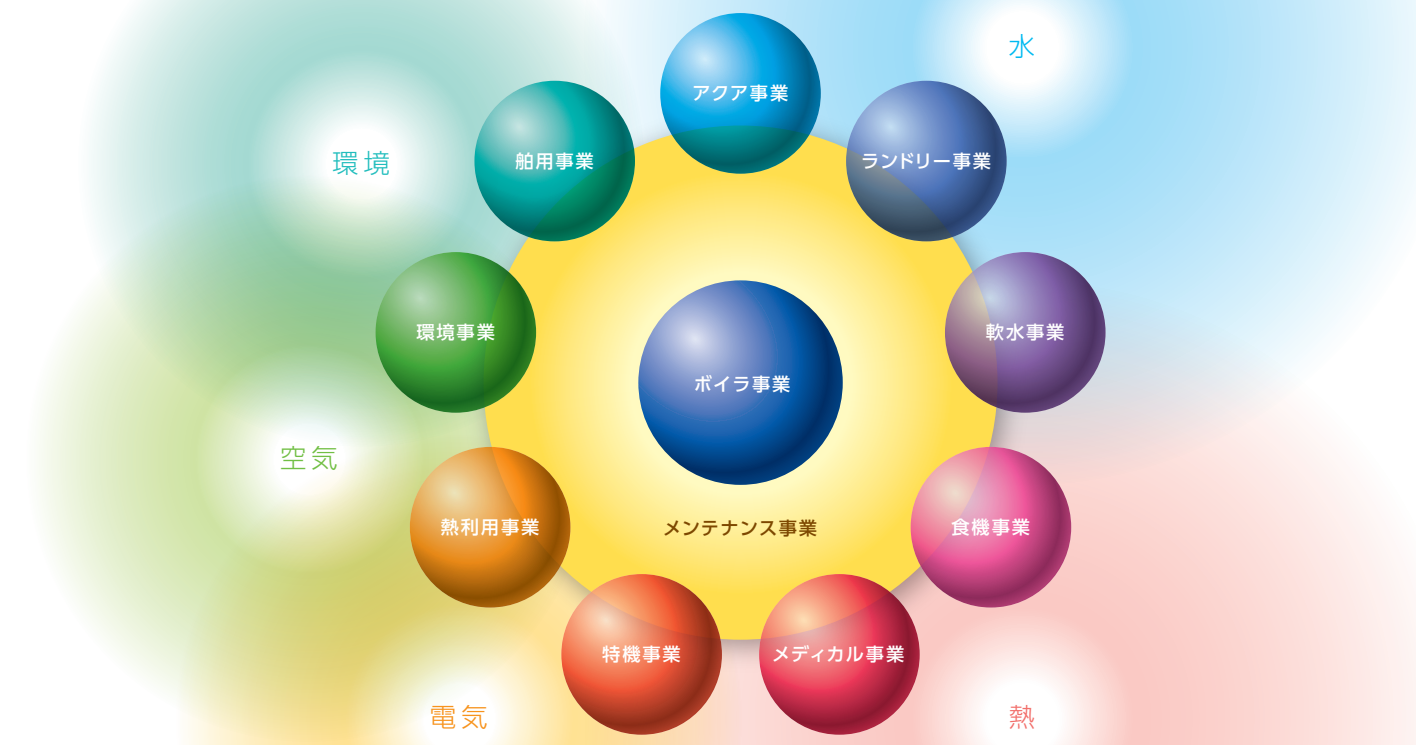 水
アクア事業
舶用事業
ランドリー事業
環境
環境事業
軟水事業
ボイラ事業
空気
熱利用事業
メンテナンス事業
食機事業
特機事業
メディカル事業
電気
熱